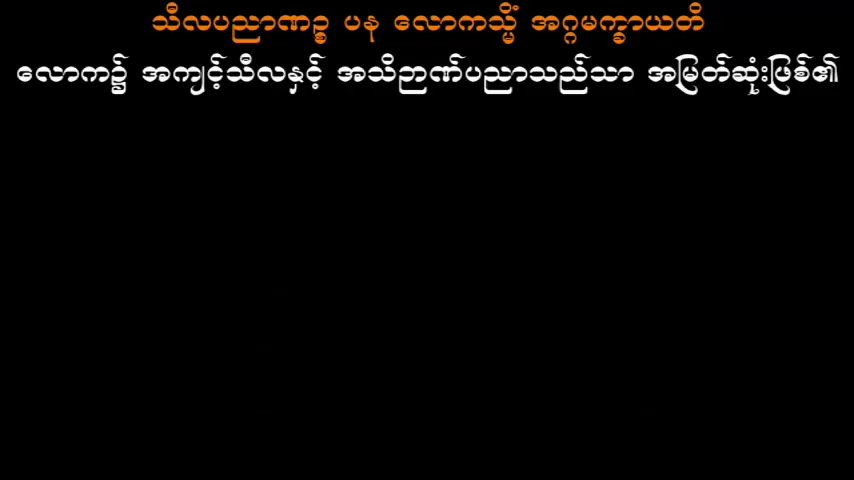 သီလပညာဏဉ္စ ပန လောကသ္မိံ အဂ္ဂမက္ခာယတိ
လောက၌ အကျင့်သီလနှင့် အသိဉာဏ်ပညာသည်သာ အမြတ်ဆုံးဖြစ်၏